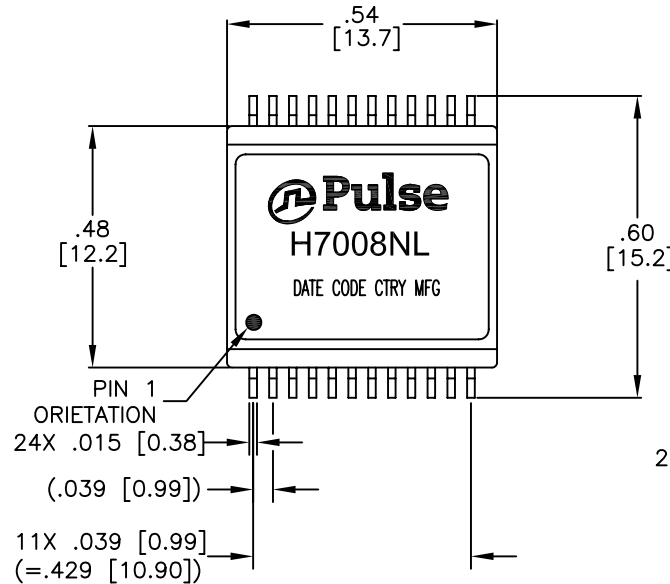 .54
[13.7]
.48
[12.2]
Pulse
H7008NL
DATE CODE CTRY MFG
.60
[15.2]
PIN 1
ORIETATION
24X .015 [0.38]
(.039 [0.99])
11X .039 [0.99]
(=.429 [10.90])
2